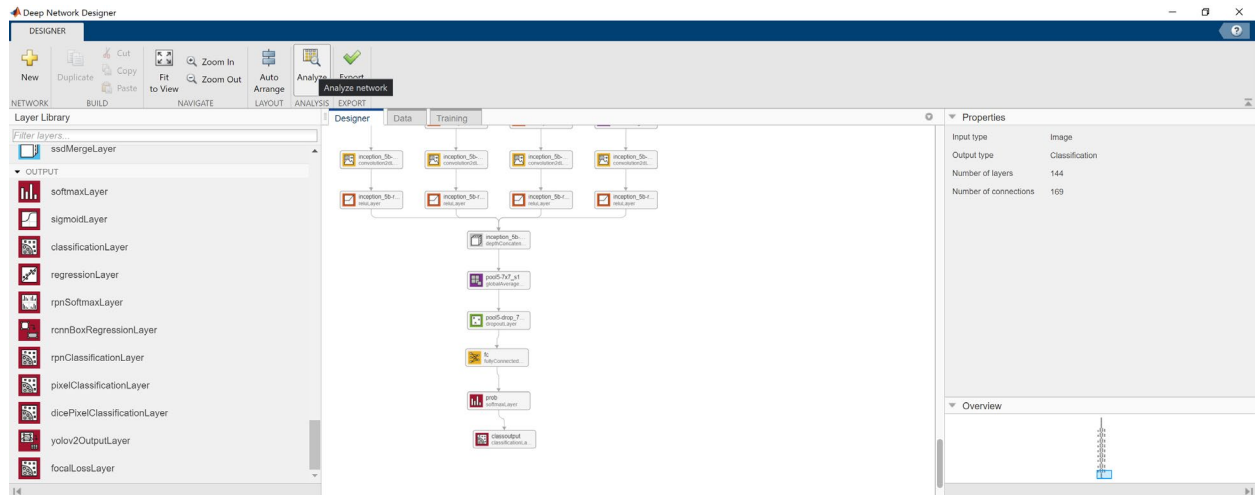 Deep Network Designer
DESIGNER
New
Duplicate
Cut
Copy
Paste
Fit
to View
Zoom In
Zoom Out
Auto
Arrange
Analyze
Export
Analyze network
NETWORK
BUILD
NAVIGATE
LAYOUT
ANALYSIS
EXPORT
Layer Library
Filter layers...
ssdMergeLayer
OUTPUT
softmaxLayer
sigmoidLayer
classificationLayer
regressionLayer
rpnSoftmaxLayer
rcnnBoxRegressionLayer
rpnClassificationLayer
pixelClassificationLayer
dicePixelClassificationLayer
yolov2OutputLayer
focalLossLayer
Designer
Data
Training
inception_5b-...
convolution2d...
inception_5b-...
convolution2d...
inception_5b-...
convolution2d...
inception_5b-...
convolution2d...
inception_5b-r...
reluLayer
inception_5b-r...
reluLayer
inception_5b-r...
reluLayer
inception_5b-r...
reluLayer
inception_5b-...
depthConcaten...
pool5-7x7_s1
globalAverage...
pool5-drop_7...
dropoutLayer
fc
fullyConnected...
prob
softmaxLayer
classoutput
classificationLa...
Properties
Input type Image
Output type Classification
Number of layers 144
Number of connections 169
Overview